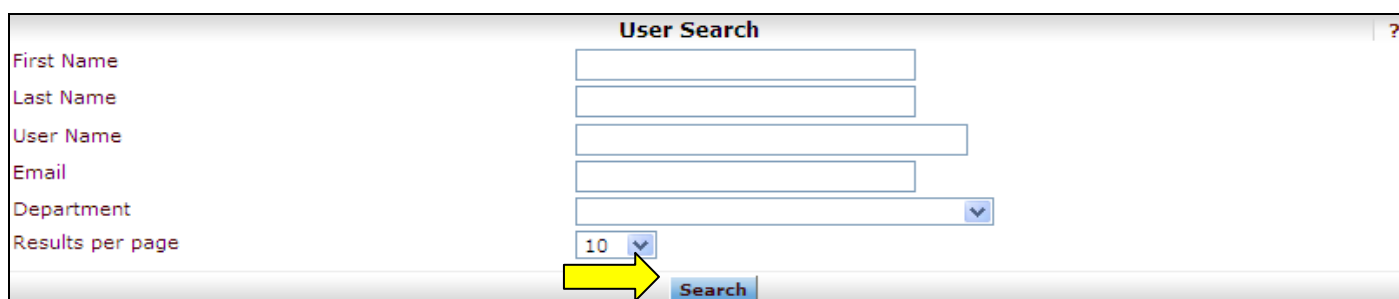 User Search ?
First Name
Last Name
User Name
Email
Department
Results per page 10
Search